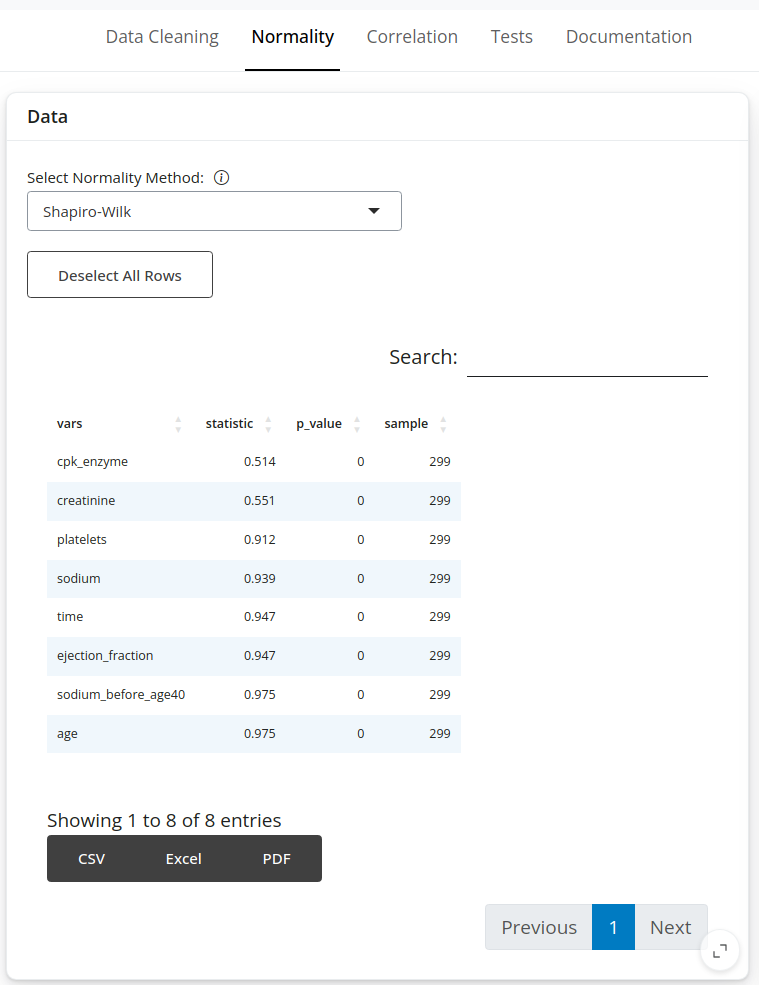 Data Cleaning Normality Correlation Tests Documentation
Data
Select Normality Method:
Shapiro-Wilk
Deselect All Rows
Search:
vars statistic p_value sample
cpk_enzyme 0.514 0 299
creatinine 0.551 0 299
platelets 0.912 0 299
sodium 0.939 0 299
time 0.947 0 299
ejection_fraction 0.947 0 299
sodium_before_age40 0.975 0 299
age 0.975 0 299
Showing 1 to 8 of 8 entries
CSV Excel PDF
Previous 1 Next